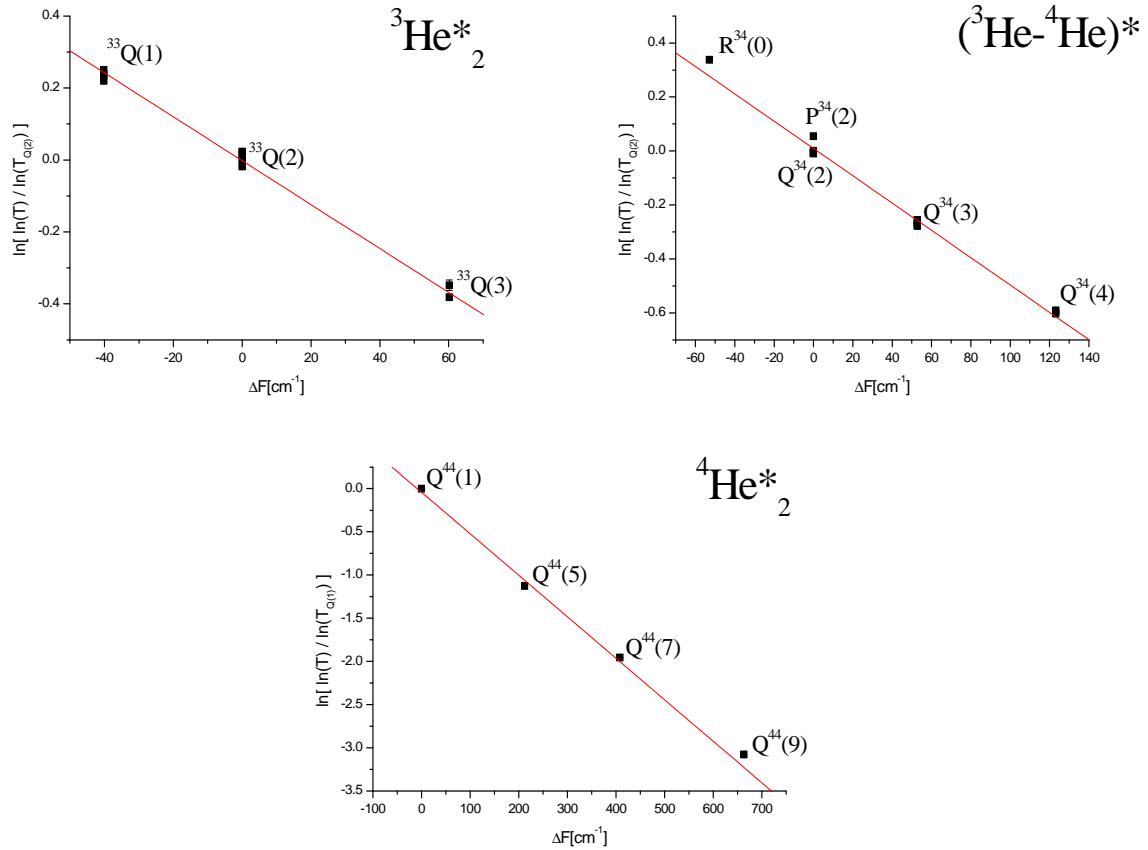 ³He*₂
ln[ ln(T) / ln(T_Q(2)) ]
0.4
0.2
0.0
-0.2
-0.4
³³Q(1)
³³Q(2)
³³Q(3)
-40 -20 0 20 40 60
ΔF[cm⁻¹]
(³He-⁴He)*
ln[ ln(T) / ln(T_Q(2)) ]
0.4
0.2
0.0
-0.2
-0.4
-0.6
R³⁴(0)
P³⁴(2)
Q³⁴(2)
Q³⁴(3)
Q³⁴(4)
-60 -40 -20 0 20 40 60 80 100 120 140
ΔF[cm⁻¹]
⁴He*₂
ln[ ln(T) / ln(T_Q(1)) ]
0.0
-0.5
-1.0
-1.5
-2.0
-2.5
-3.0
-3.5
Q⁴⁴(1)
Q⁴⁴(5)
Q⁴⁴(7)
Q⁴⁴(9)
-100 0 100 200 300 400 500 600 700
ΔF[cm⁻¹]